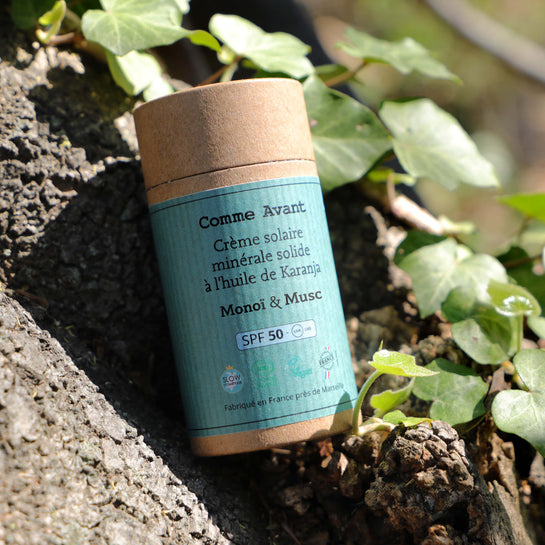 Comme Avant
Crème solaire
minérale solide
à l'huile de Karanja
Monoï & Musc
SPF 50
SLOW
Fabriqué en France près de Marseille